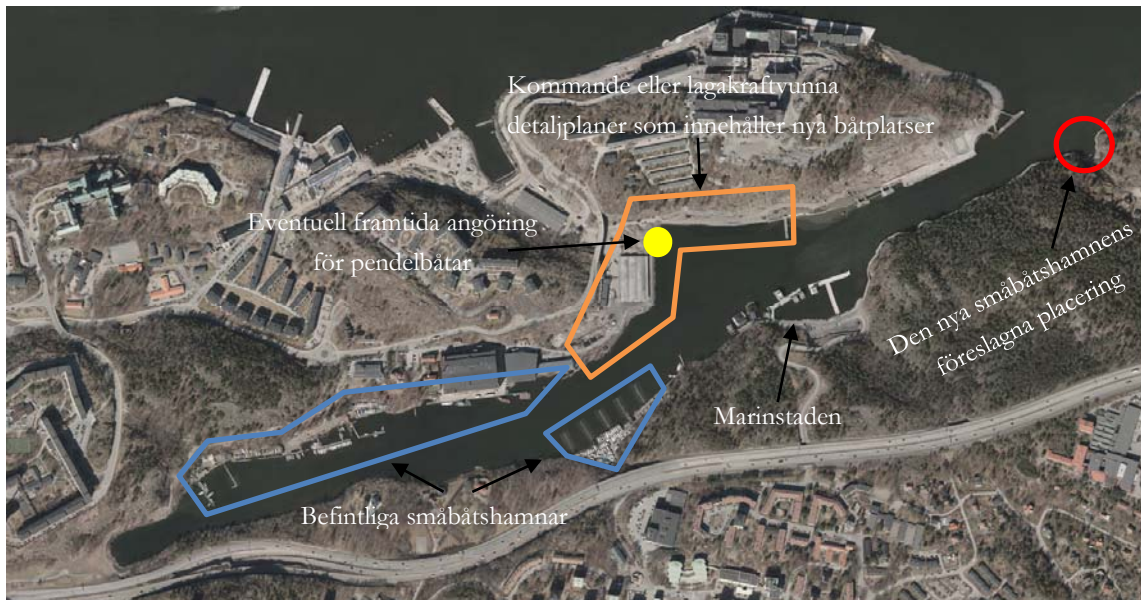 Kommande eller lagakraftvunna
detaljplaner som innehåller nya båtplatser
Eventuell framtida angöring
för pendelbåtar
Den nya småbåtshamnens
föreslagna placering
Marinstaden
Befintliga småbåtshamnar